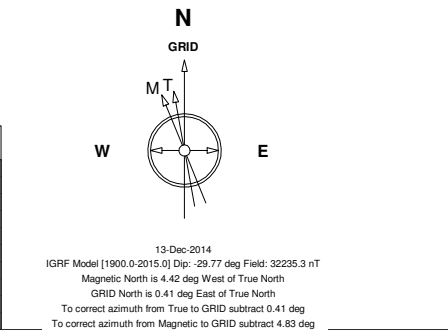 N
GRID
M T
W E
13-Dec-2014
IGRF Model [1900.0-2015.0] Dip: -29.77 deg Field: 32235.3 nT
Magnetic North is 4.42 deg West of True North
GRID North is 0.41 deg East of True North
To correct azimuth from True to GRID subtract 0.41 deg
To correct azimuth from Magnetic to GRID subtract 4.83 deg